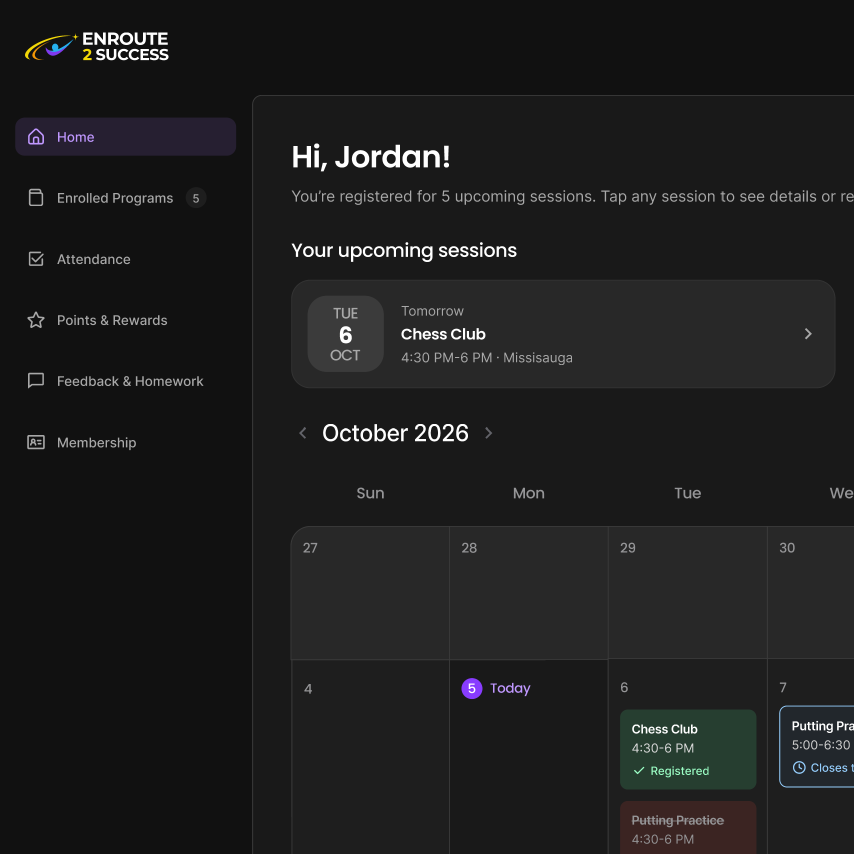 ENROUTE
2 SUCCESS
Home
Enrolled Programs 5
Attendance
Points & Rewards
Feedback & Homework
Membership
Hi, Jordan!
You’re registered for 5 upcoming sessions. Tap any session to see details or re
Your upcoming sessions
TUE
6
OCT
Tomorrow
Chess Club
4:30 PM-6 PM · Missisauga
October 2026
Sun Mon Tue We
27 28 29 30
4 5 Today 6 7
Chess Club
4:30-6 PM
Registered
Putting Practice
4:30-6 PM
Putting Pra
5:00-6:30
Closes t